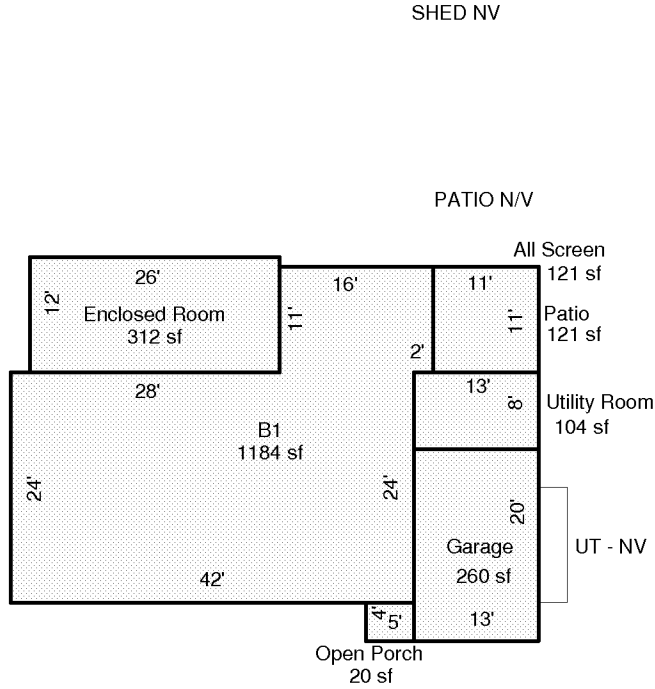 SHED NV
PATIO N/V
All Screen
121 sf
26'
16'
11'
12'
Enclosed Room
312 sf
11'
11'
Patio
121 sf
2'
28'
13'
8'
Utility Room
104 sf
B1
1184 sf
24'
24'
20'
Garage
260 sf
UT - NV
42'
4'
5'
13'
Open Porch
20 sf